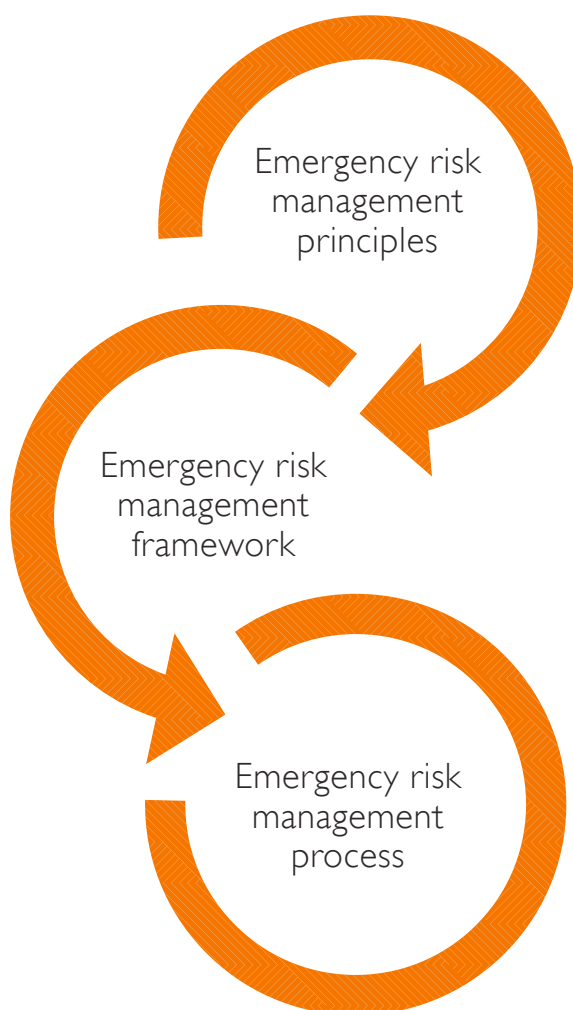 Emergency risk
management
principles
Emergency risk
management
framework
Emergency risk
management
process